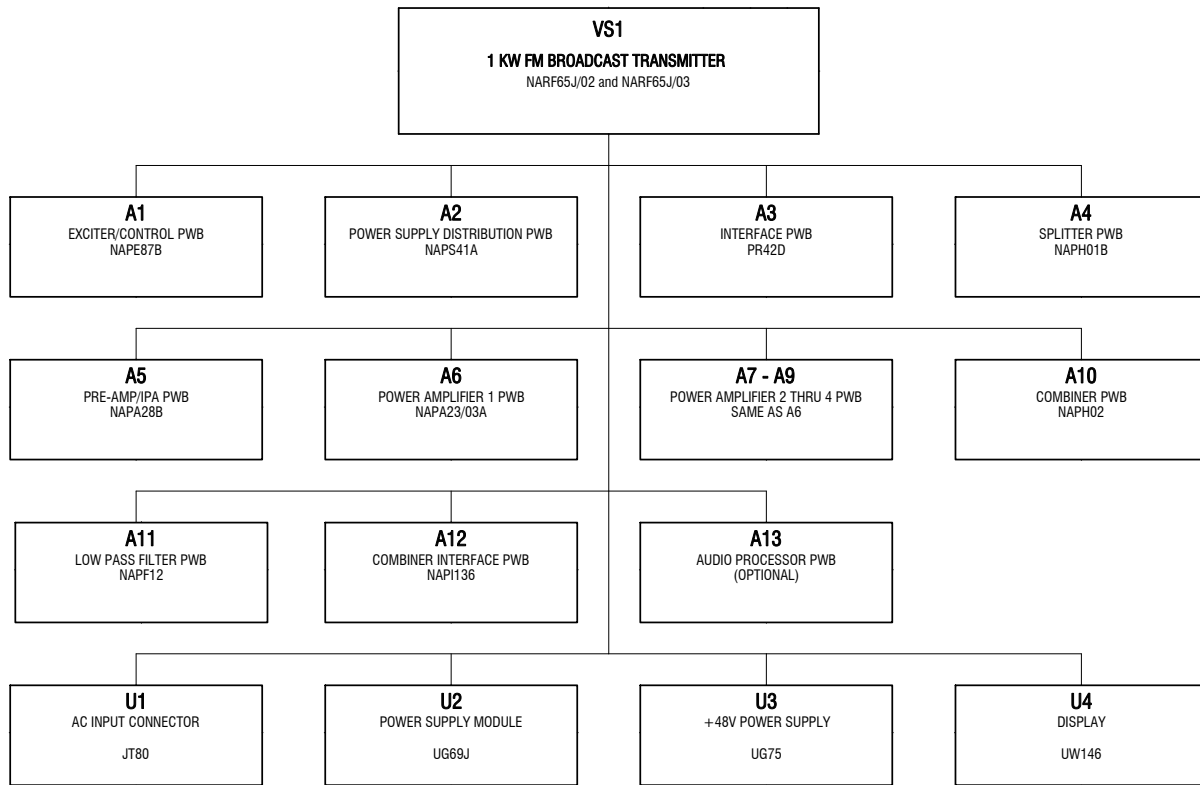 VS1
1 KW FM BROADCAST TRANSMITTER
NARF65J/02 and NARF65J/03
A1
EXCITER/CONTROL PWB
NAPE87B
A2
POWER SUPPLY DISTRIBUTION PWB
NAPS41A
A3
INTERFACE PWB
PR42D
A4
SPLITTER PWB
NAPH01B
A5
PRE-AMP/IPA PWB
NAPA28B
A6
POWER AMPLIFIER 1 PWB
NAPA23/03A
A7 - A9
POWER AMPLIFIER 2 THRU 4 PWB
SAME AS A6
A10
COMBINER PWB
NAPH02
A11
LOW PASS FILTER PWB
NAPF12
A12
COMBINER INTERFACE PWB
NAPI136
A13
AUDIO PROCESSOR PWB
(OPTIONAL)
U1
AC INPUT CONNECTOR
JT80
U2
POWER SUPPLY MODULE
UG69J
U3
+48V POWER SUPPLY
UG75
U4
DISPLAY
UW146